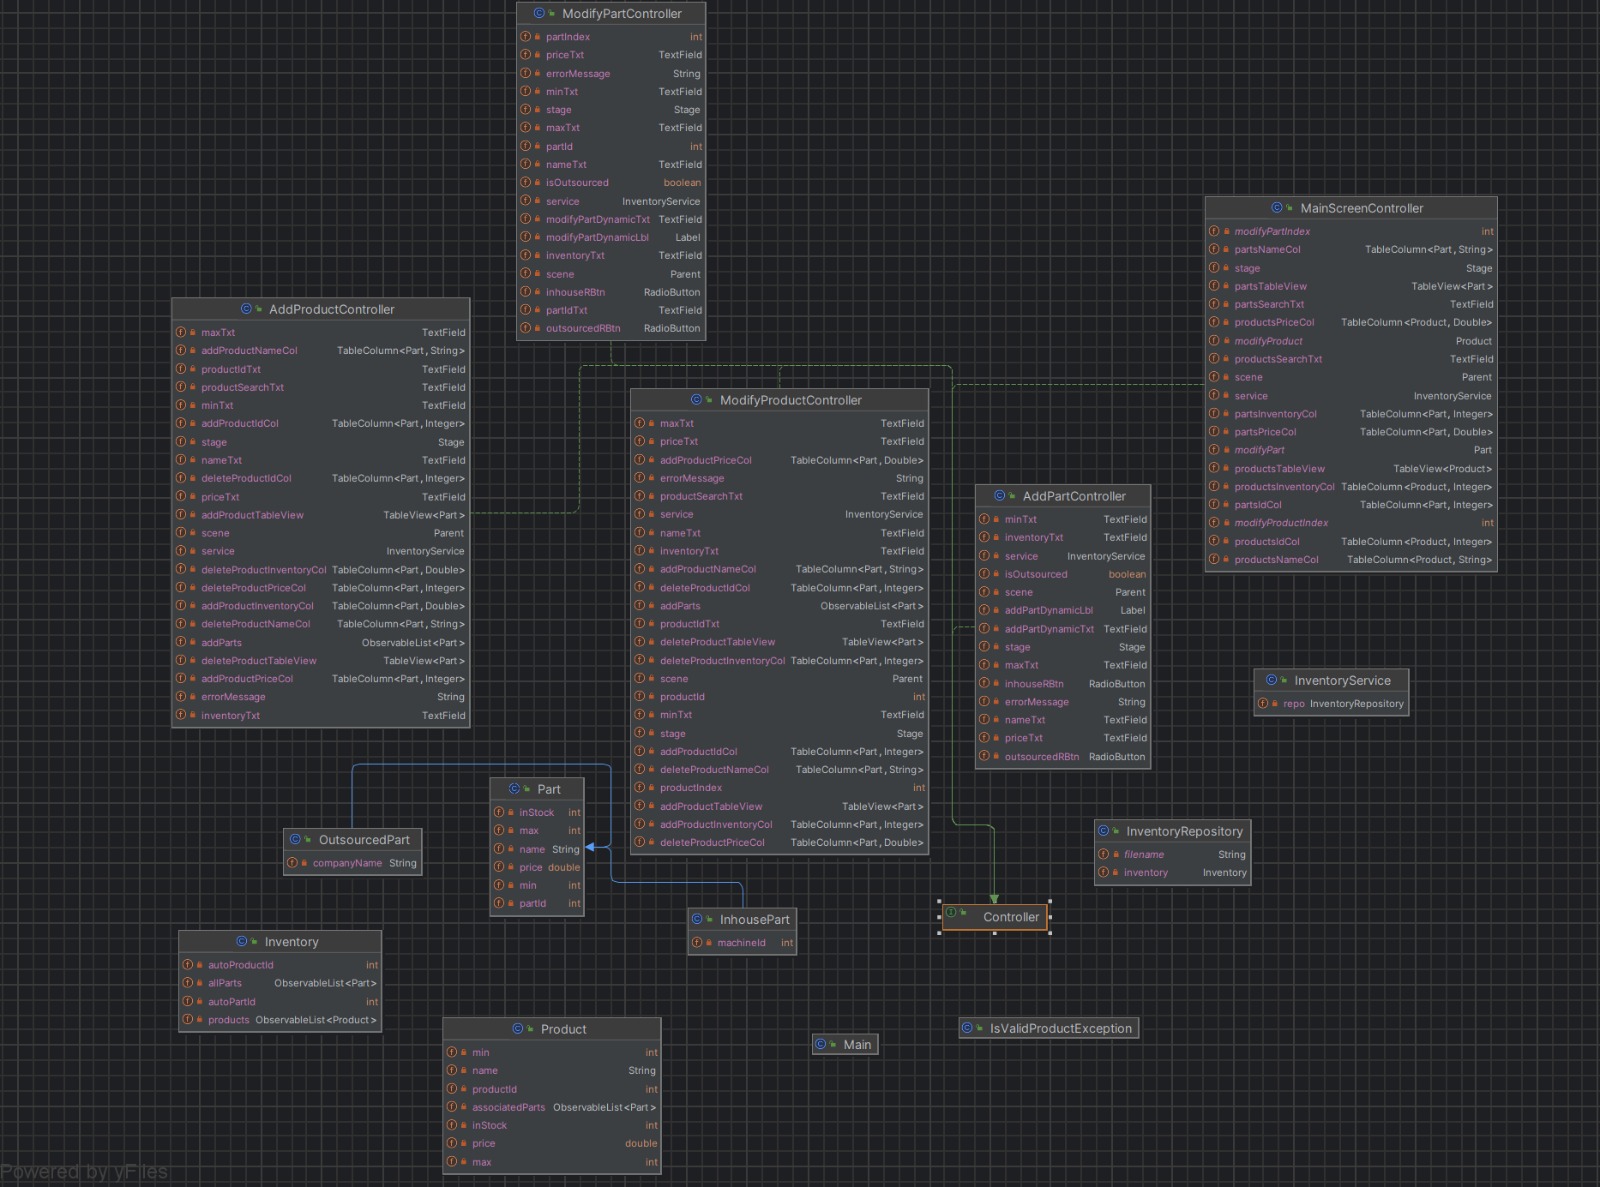 ModifyPartController
partIndex int
priceTxt TextField
errorMessage String
minTxt TextField
stage Stage
maxTxt TextField
partId int
nameTxt TextField
isOutsourced boolean
service InventoryService
modifyPartDynamicTxt TextField
modifyPartDynamicLbl Label
inventoryTxt TextField
scene Parent
inhouseRBtn RadioButton
partIdTxt TextField
outsourcedRBtn RadioButton
MainScreenController
modifyPartIndex int
partsNameCol TableColumn<Part, String>
stage Stage
partsTableView TableView<Part>
partsSearchTxt TextField
productsPriceCol TableColumn<Product, Double>
modifyProduct Product
productsSearchTxt TextField
scene Parent
service InventoryService
partsInventoryCol TableColumn<Part, Integer>
partsPriceCol TableColumn<Part, Double>
modifyPart Part
productsTableView TableView<Product>
productsInventoryCol TableColumn<Product, Integer>
partsIdCol TableColumn<Part, Integer>
modifyProductIndex int
productsIdCol TableColumn<Product, Integer>
productsNameCol TableColumn<Product, String>
AddProductController
maxTxt TextField
addProductNameCol TableColumn<Part, String>
productIdTxt TextField
productSearchTxt TextField
minTxt TextField
addProductIdCol TableColumn<Part, Integer>
stage Stage
nameTxt TextField
deleteProductIdCol TableColumn<Part, Integer>
priceTxt TextField
addProductTableView TableView<Part>
scene Parent
service InventoryService
deleteProductInventoryCol TableColumn<Part, Double>
deleteProductPriceCol TableColumn<Part, Integer>
addProductInventoryCol TableColumn<Part, Double>
deleteProductNameCol TableColumn<Part, String>
addParts ObservableList<Part>
deleteProductTableView TableView<Part>
addProductPriceCol TableColumn<Part, Integer>
errorMessage String
inventoryTxt TextField
ModifyProductController
maxTxt TextField
priceTxt TextField
addProductPriceCol TableColumn<Part, Double>
errorMessage String
productSearchTxt TextField
service InventoryService
nameTxt TextField
inventoryTxt TextField
addProductNameCol TableColumn<Part, String>
deleteProductIdCol TableColumn<Part, Integer>
addParts ObservableList<Part>
productIdTxt TextField
deleteProductTableView TableView<Part>
deleteProductInventoryCol TableColumn<Part, Integer>
scene Parent
productId int
minTxt TextField
stage Stage
addProductIdCol TableColumn<Part, Integer>
deleteProductNameCol TableColumn<Part, String>
productIndex int
addProductTableView TableView<Part>
addProductInventoryCol TableColumn<Part, Integer>
deleteProductPriceCol TableColumn<Part, Double>
AddPartController
minTxt TextField
inventoryTxt TextField
service InventoryService
isOutsourced boolean
scene Parent
addPartDynamicLbl Label
addPartDynamicTxt TextField
stage Stage
maxTxt TextField
inhouseRBtn RadioButton
errorMessage String
nameTxt TextField
priceTxt TextField
outsourcedRBtn RadioButton
InventoryService
repo InventoryRepository
Part
inStock int
max int
name String
price double
min int
partId int
OutsourcedPart
companyName String
InventoryRepository
filename String
inventory Inventory
InhousePart
machineId int
Controller
Inventory
autoProductId int
allParts ObservableList<Part>
autoPartId int
products ObservableList<Product>
Product
min int
name String
productId int
associatedParts ObservableList<Part>
inStock int
price double
max int
Main
IsValidProductException
Powered by yFiles